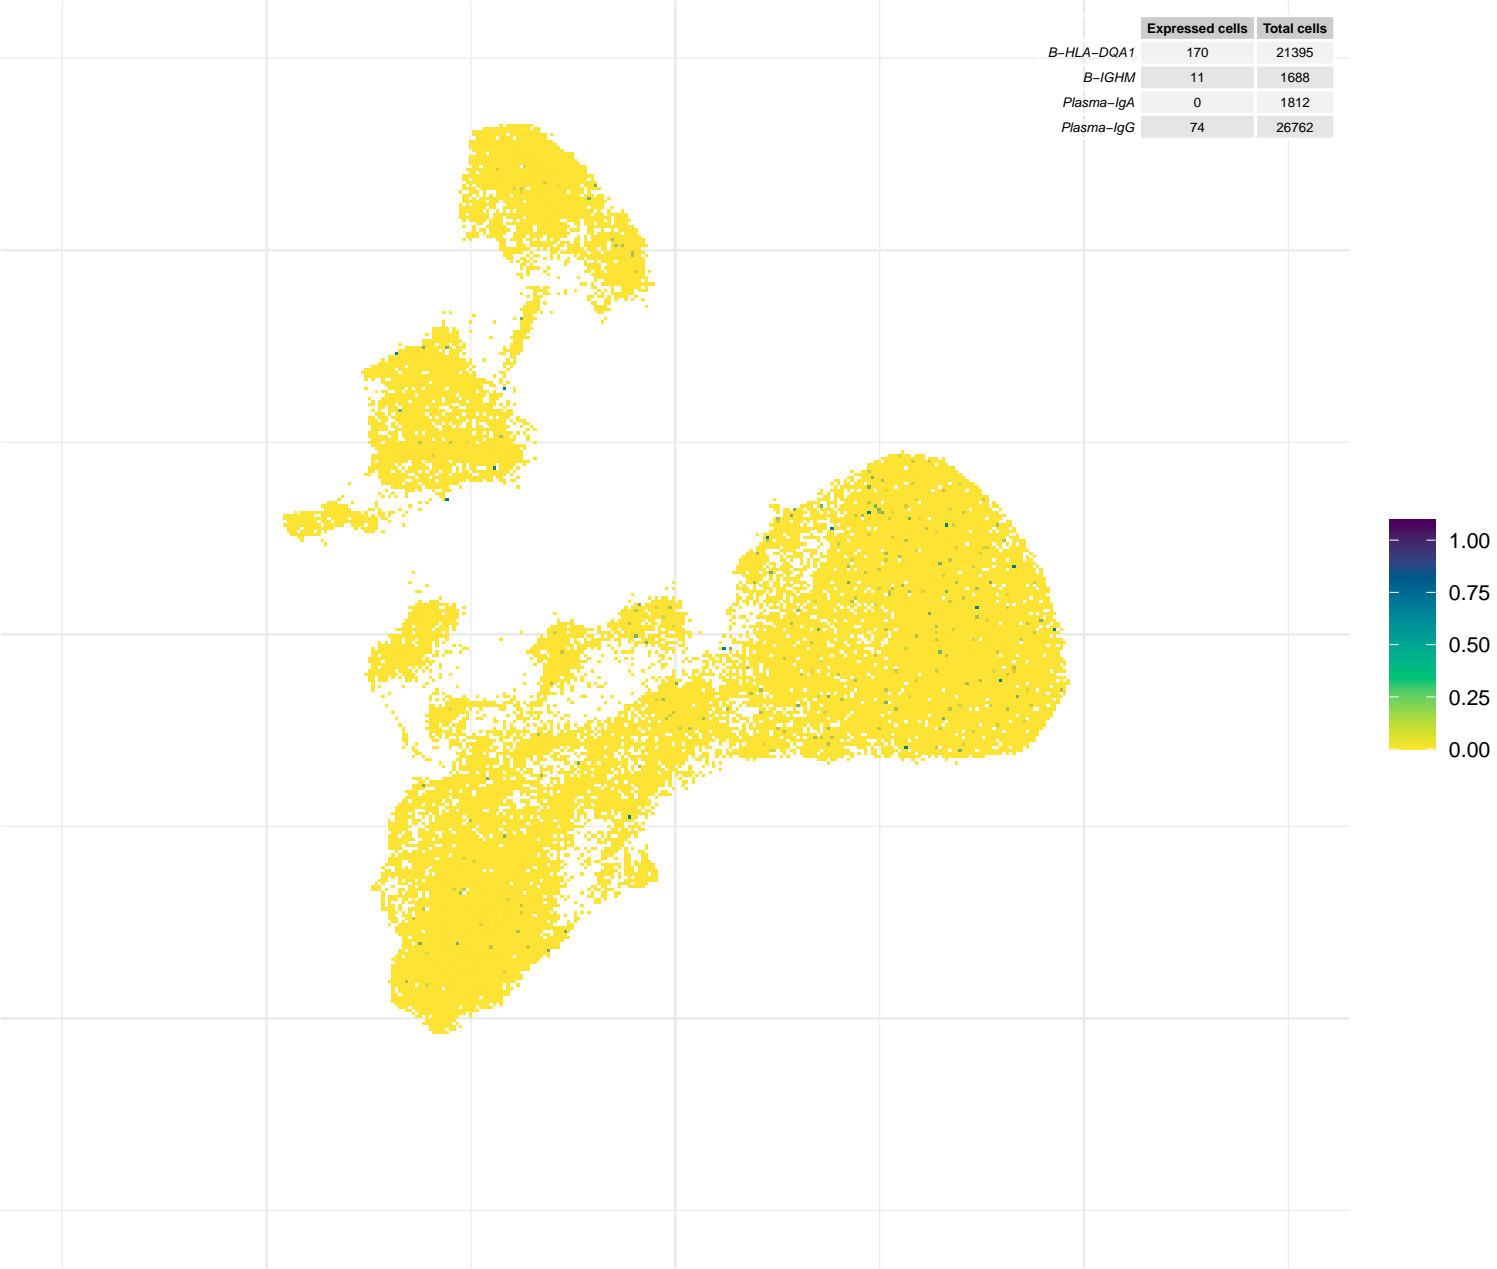 Expressed cells Total cells
B−HLA−DQA1 170 21395
B−IGHM 11 1688
Plasma−IgA 0 1812
Plasma−IgG 74 26762
1.00
0.75
0.50
0.25
0.00